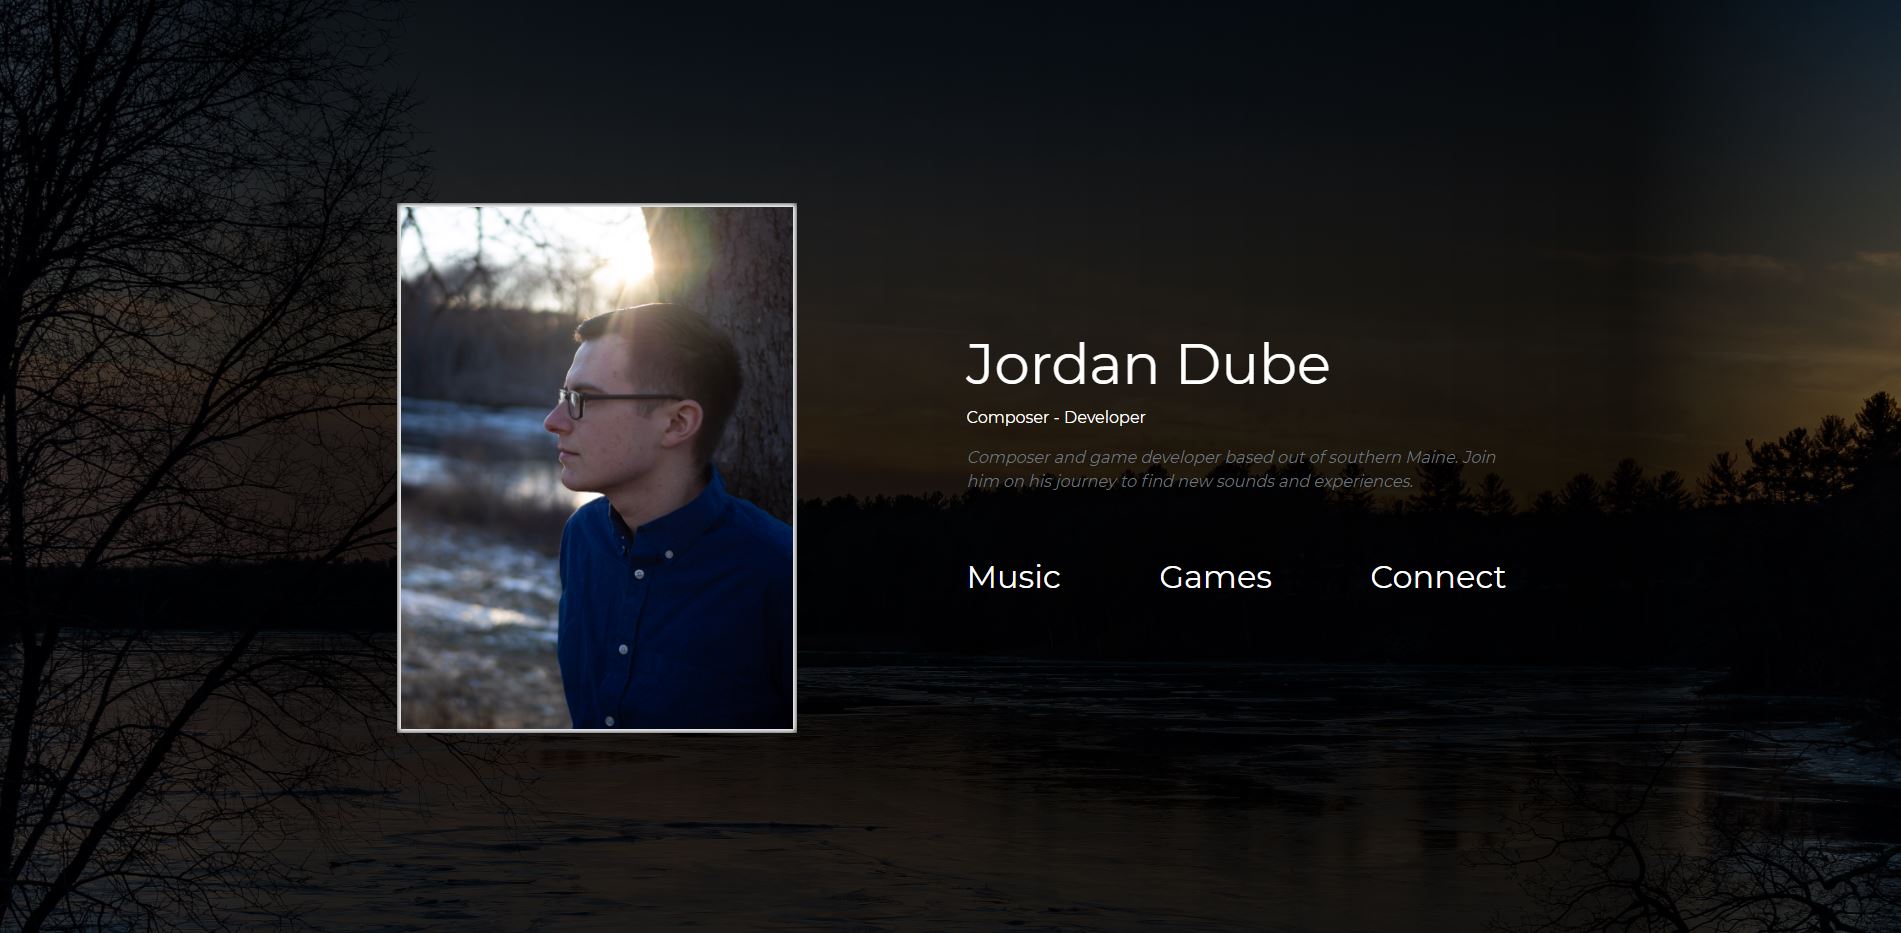 Jordan Dube
Composer - Developer
Composer and game developer based out of southern Maine. Join
him on his journey to find new sounds and experiences.
Music Games Connect